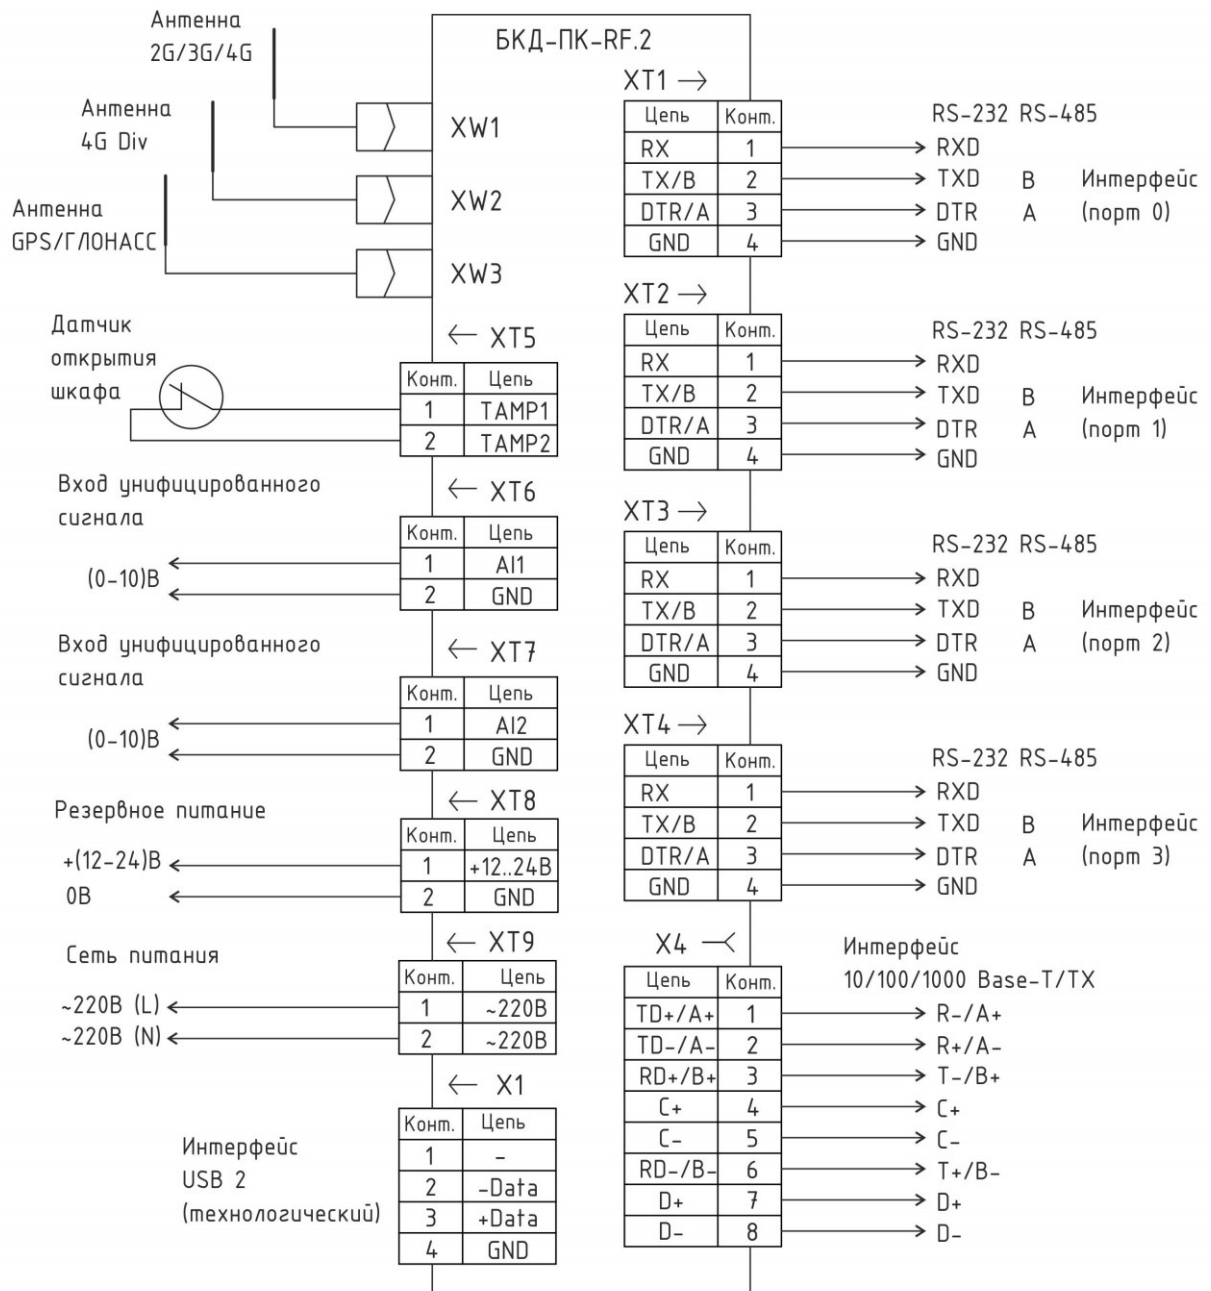 БКД-ПК-RF.2
Антенна
2G/3G/4G
XW1
Антенна
4G Div
XW2
Антенна
GPS/ГЛОНАСС
XW3
Датчик
открытия
шкафа
← XT5
Конт. Цепь
1 TAMP1
2 TAMP2
Вход унифицированного
сигнала
(0-10)В
← XT6
Конт. Цепь
1 AI1
2 GND
Вход унифицированного
сигнала
(0-10)В
← XT7
Конт. Цепь
1 AI2
2 GND
Резервное питание
+(12-24)В
0В
← XT8
Конт. Цепь
1 +12..24В
2 GND
Сеть питания
~220В (L)
~220В (N)
← XT9
Конт. Цепь
1 ~220В
2 ~220В
Интерфейс
USB 2
(технологический)
← X1
Конт. Цепь
1 -
2 -Data
3 +Data
4 GND
XT1 →
Цепь Конт. RS-232 RS-485
RX 1 RXD
TX/B 2 TXD B Интерфейс
DTR/A 3 DTR A (порт 0)
GND 4 GND
XT2 →
Цепь Конт. RS-232 RS-485
RX 1 RXD
TX/B 2 TXD B Интерфейс
DTR/A 3 DTR A (порт 1)
GND 4 GND
XT3 →
Цепь Конт. RS-232 RS-485
RX 1 RXD
TX/B 2 TXD B Интерфейс
DTR/A 3 DTR A (порт 2)
GND 4 GND
XT4 →
Цепь Конт. RS-232 RS-485
RX 1 RXD
TX/B 2 TXD B Интерфейс
DTR/A 3 DTR A (порт 3)
GND 4 GND
X4
Интерфейс
10/100/1000 Base-T/TX
Цепь Конт.
TD+/A+ 1 R-/A+
TD-/A- 2 R+/A-
RD+/B+ 3 T-/B+
C+ 4 C+
C- 5 C-
RD-/B- 6 T+/B-
D+ 7 D+
D- 8 D-